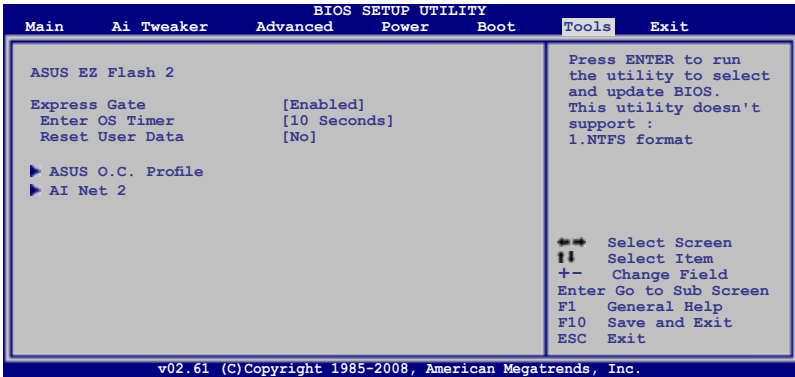 BIOS SETUP UTILITY
Main Ai Tweaker Advanced Power Boot Tools Exit
ASUS EZ Flash 2
Express Gate [Enabled]
Enter OS Timer [10 Seconds]
Reset User Data [No]
ASUS O.C. Profile
AI Net 2
Press ENTER to run
the utility to select
and update BIOS.
This utility doesn't
support :
1.NTFS format
Select Screen
Select Item
+- Change Field
Enter Go to Sub Screen
F1 General Help
F10 Save and Exit
ESC Exit
v02.61 (C)Copyright 1985-2008, American Megatrends, Inc.